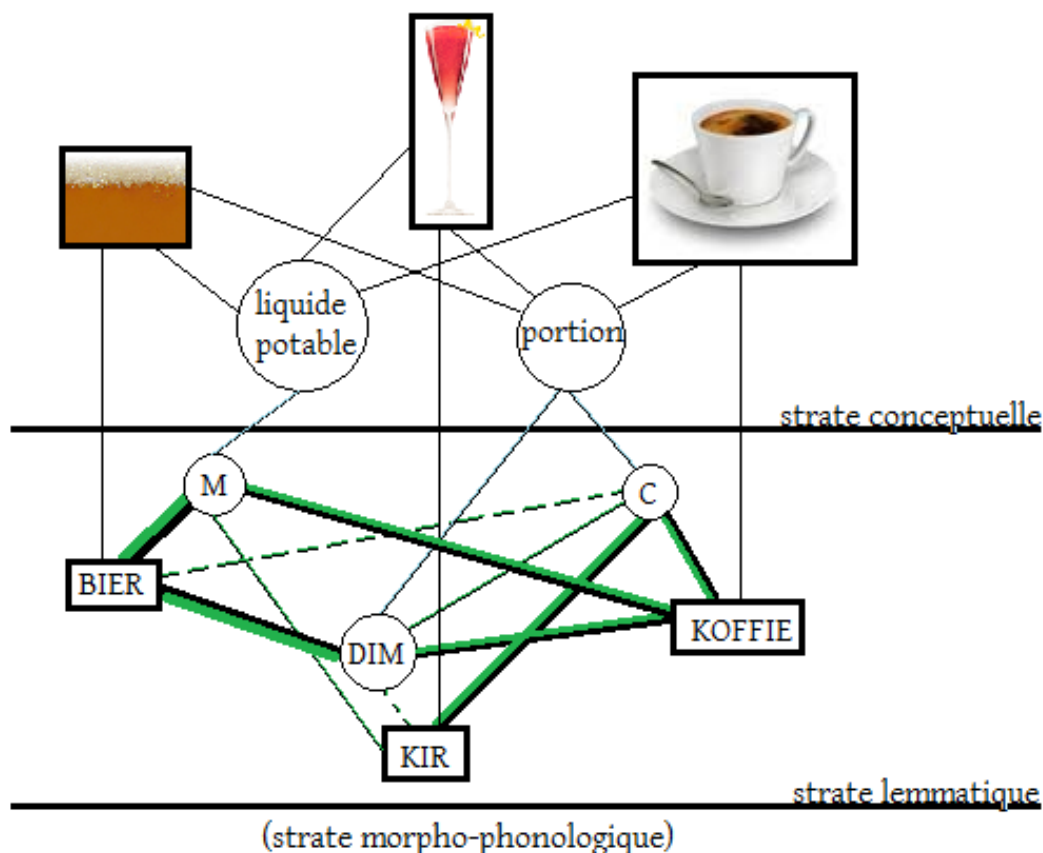 liquide
potable
portion
strate conceptuelle
M
C
BIER
KOFFIE
DIM
KIR
strate lemmatique
(strate morpho-phonologique)